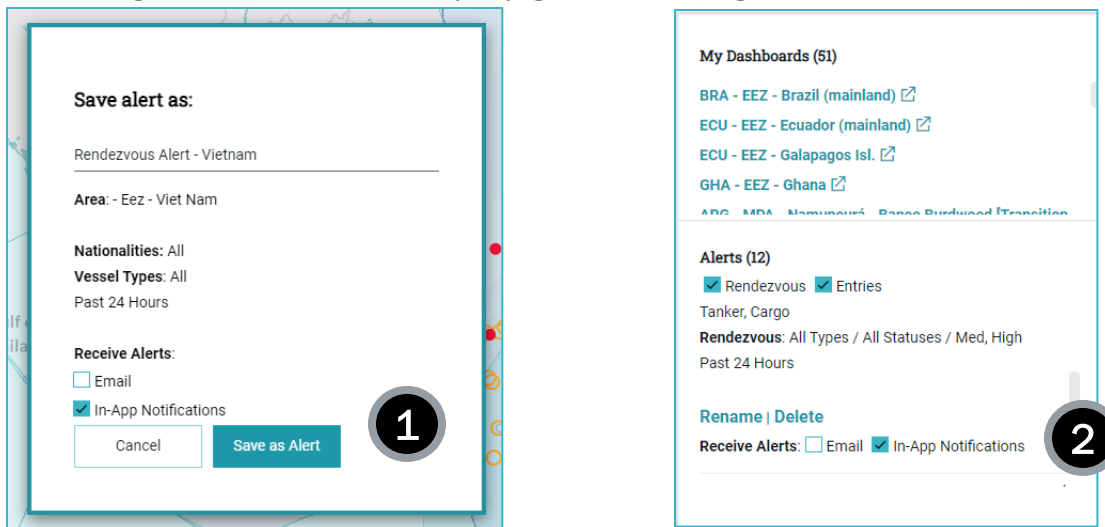 Save alert as:
Rendezvous Alert - Vietnam
Area: - Eez - Viet Nam
Nationalities: All
Vessel Types: All
Past 24 Hours
Receive Alerts:
Email
In-App Notifications
Cancel
Save as Alert
1
My Dashboards (51)
BRA - EEZ - Brazil (mainland)
ECU - EEZ - Ecuador (mainland)
ECU - EEZ - Galapagos Isl.
GHA - EEZ - Ghana
Alerts (12)
Rendezvous Entries
Tanker, Cargo
Rendezvous: All Types / All Statuses / Med, High
Past 24 Hours
Rename | Delete
Receive Alerts: Email In-App Notifications
2